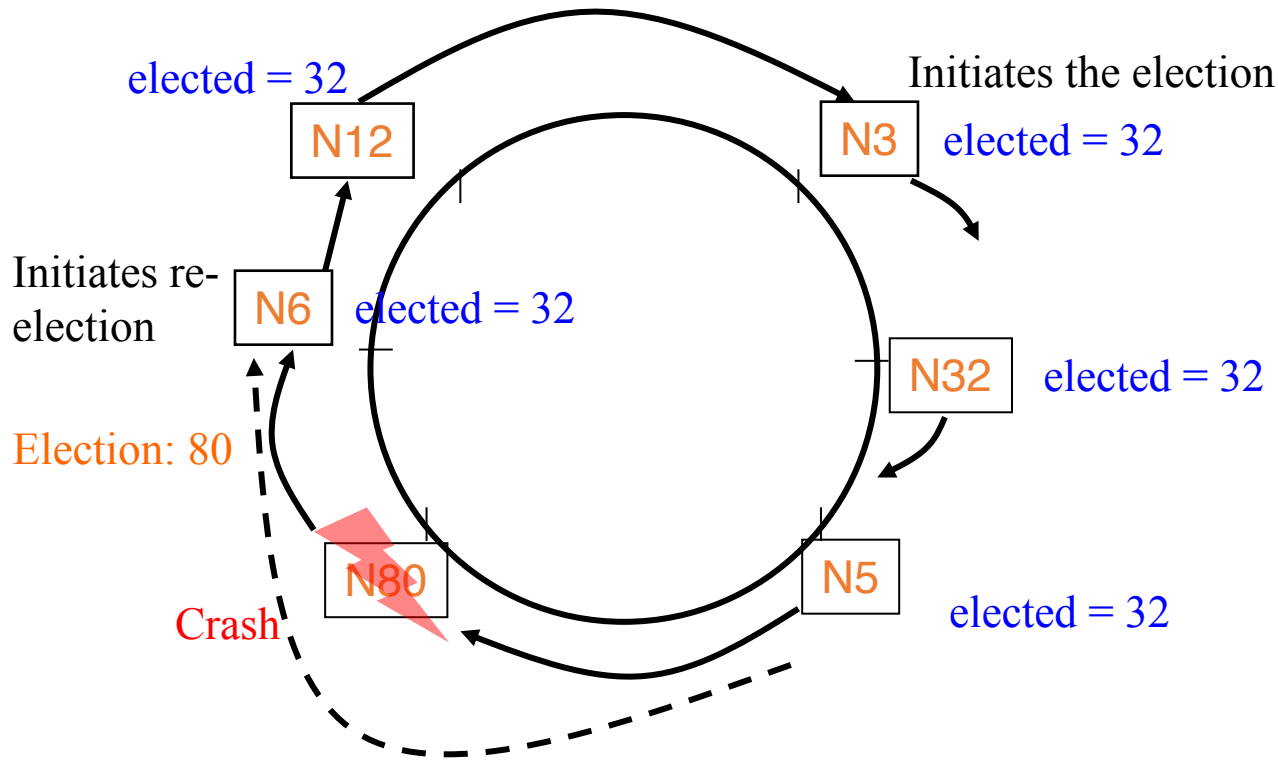 elected = 32
Initiates the election
N12
N3
elected = 32
Initiates re-
election
N6
elected = 32
N32
elected = 32
Election: 80
N80
N5
Crash
elected = 32